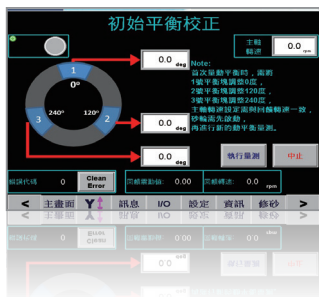 初始平衡校正
主軸
轉速
0.0 rpm
0.0 deg
Note:
首次量動平衡時，需將
1號平衡塊調整0度，
2號平衡塊調整120度，
3號平衡塊調整240度，
主軸轉速設定需與回饋轉速一致，
砂輪需先啟動，
再進行新的動平衡量測。
1
0°
240°
120°
3
2
0.0 deg
0.0 deg
執行量測
中止
錯誤代碼
0
Clean
Error
回饋振動值:
0.00
回饋轉速:
0.0 rpm
<
主畫面
Y
訊息
I/O
設定
資訊
修砂
>